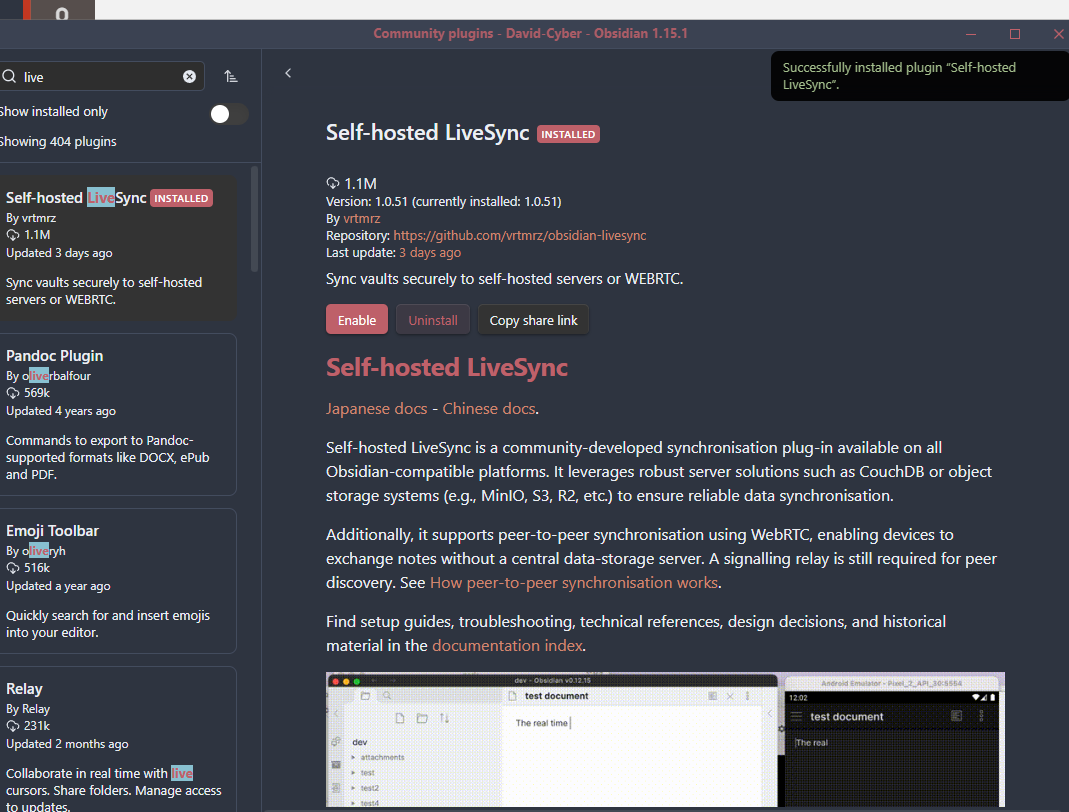 Community plugins - David-Cyber - Obsidian 1.15.1
live
Show installed only
Showing 404 plugins
Self-hosted LiveSync INSTALLED
By vrtmrz
1.1M
Updated 3 days ago
Sync vaults securely to self-hosted
servers or WEBRTC.
Pandoc Plugin
By oliverbalfour
569k
Updated 4 years ago
Commands to export to Pandoc-
supported formats like DOCX, ePub
and PDF.
Emoji Toolbar
By oliveryh
516k
Updated a year ago
Quickly search for and insert emojis
into your editor.
Relay
By Relay
231k
Updated 2 months ago
Collaborate in real time with live
cursors. Share folders. Manage access
to updates.
Successfully installed plugin “Self-hosted
LiveSync”.
Self-hosted LiveSync INSTALLED
1.1M
Version: 1.0.51 (currently installed: 1.0.51)
By vrtmrz
Repository: https://github.com/vrtmrz/obsidian-livesync
Last update: 3 days ago
Sync vaults securely to self-hosted servers or WEBRTC.
Enable Uninstall Copy share link
Self-hosted LiveSync
Japanese docs - Chinese docs.
Self-hosted LiveSync is a community-developed synchronisation plug-in available on all
Obsidian-compatible platforms. It leverages robust server solutions such as CouchDB or object
storage systems (e.g., MinIO, S3, R2, etc.) to ensure reliable data synchronisation.
Additionally, it supports peer-to-peer synchronisation using WebRTC, enabling devices to
exchange notes without a central data-storage server. A signalling relay is still required for peer
discovery. See How peer-to-peer synchronisation works.
Find setup guides, troubleshooting, technical references, design decisions, and historical
material in the documentation index.
dev - Obsidian v0.12.15
test document
The real time
dev
attachments
test
test2
test4
Android Emulator - Pixel_2_API_30:5554
12:02
test document
The real